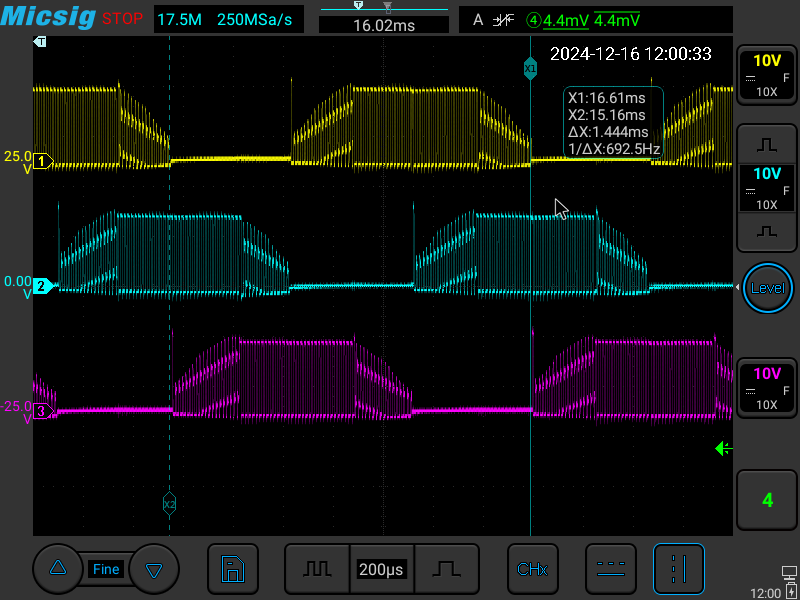 Micsig STOP 17.5M 250MSa/s T 16.02ms A 4 4.4mV 4.4mV
T
2024-12-16 12:00:33
X1
10V
F
10X
X1:16.61ms
X2:15.16ms
ΔX:1.444ms
1/ΔX:692.5Hz
25.0
V
1
10V
F
10X
0.00
V
2
Level
10V
F
10X
-25.0
V
3
X2
4
Fine
200µs
CHx
12:00